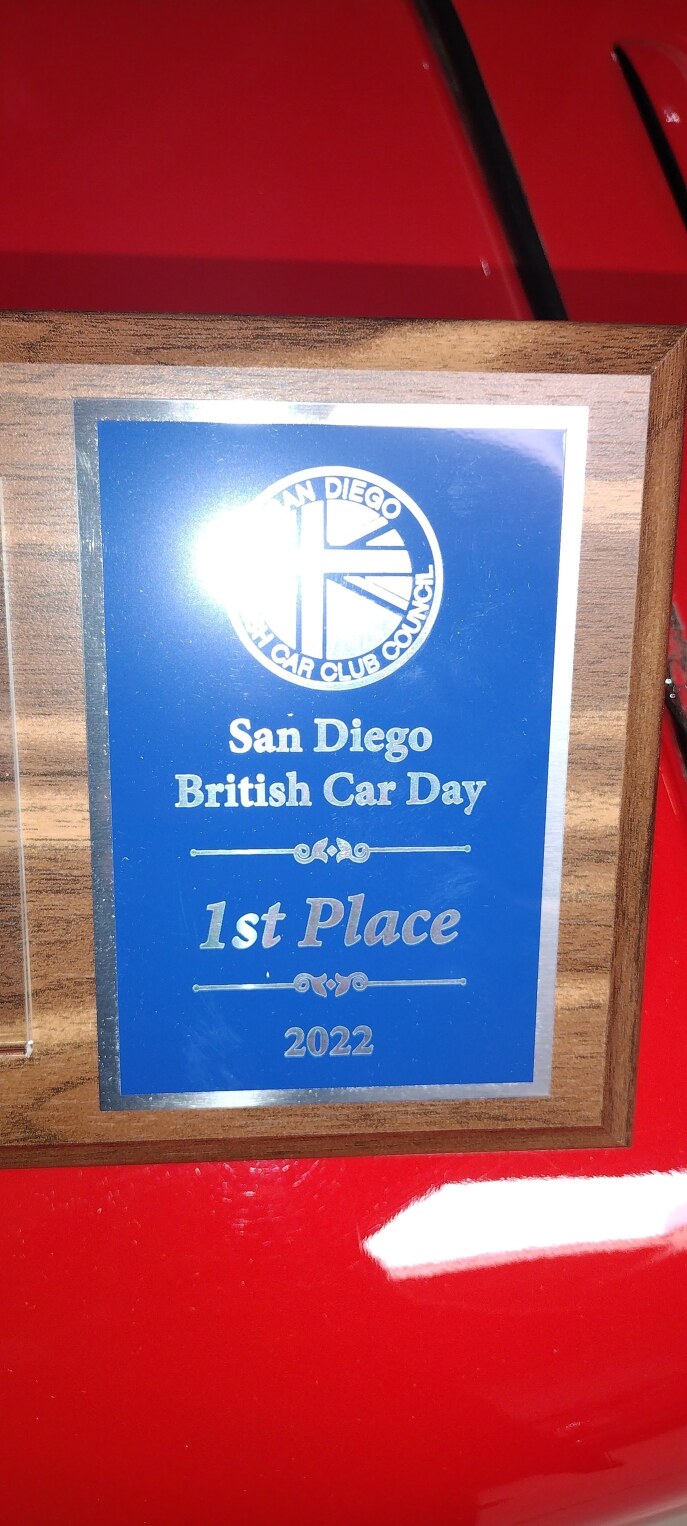 SAN DIEGO
CAR CLUB COUNCIL
San Diego
British Car Day
1st Place
2022